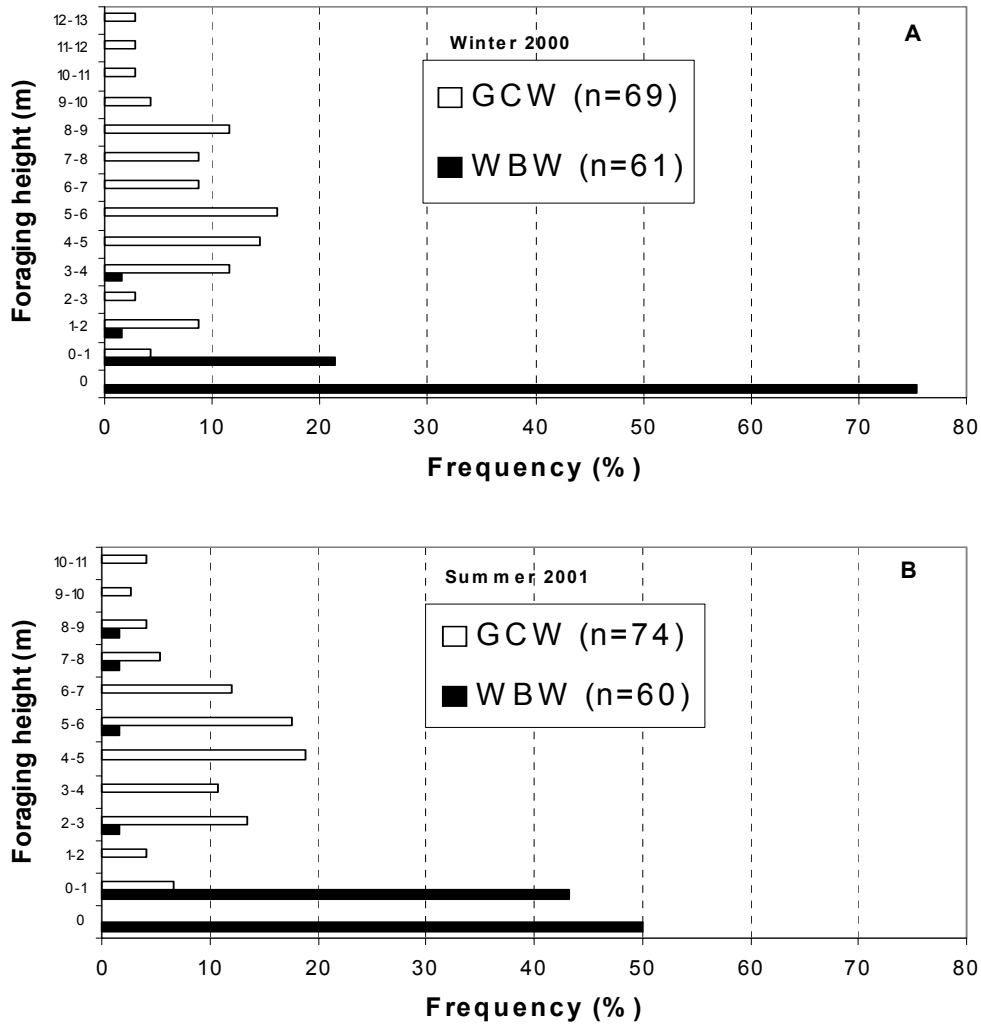 Winter 2000
A
GCW (n=69)
WBW (n=61)
Foraging height (m)
12-13
11-12
10-11
9-10
8-9
7-8
6-7
5-6
4-5
3-4
2-3
1-2
0-1
0
0 10 20 30 40 50 60 70 80
Frequency (%)
Summer 2001
B
GCW (n=74)
WBW (n=60)
Foraging height (m)
10-11
9-10
8-9
7-8
6-7
5-6
4-5
3-4
2-3
1-2
0-1
0
0 10 20 30 40 50 60 70 80
Frequency (%)